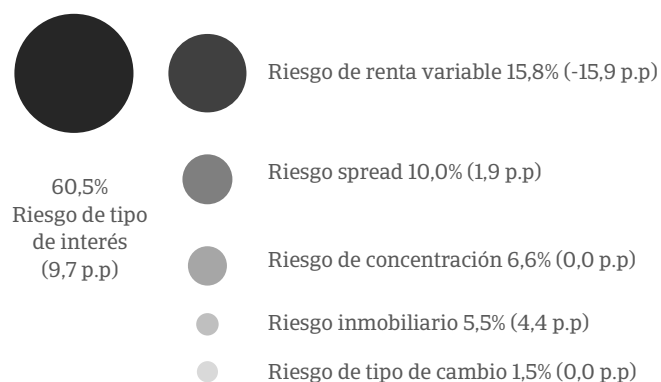 60,5%
Riesgo de tipo
de interés
(9,7 p.p)
Riesgo de renta variable 15,8% (-15,9 p.p)
Riesgo spread 10,0% (1,9 p.p)
Riesgo de concentración 6,6% (0,0 p.p)
Riesgo inmobiliario 5,5% (4,4 p.p)
Riesgo de tipo de cambio 1,5% (0,0 p.p)